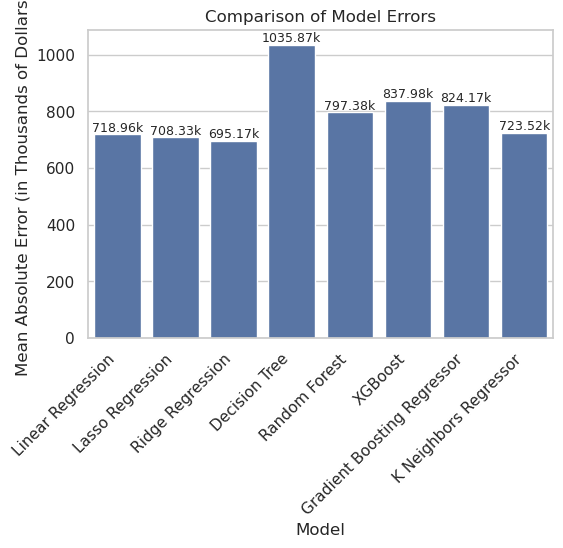 Comparison of Model Errors
Mean Absolute Error (in Thousands of Dollars
1000
800
600
400
200
0
718.96k
708.33k
695.17k
1035.87k
797.38k
837.98k
824.17k
723.52k
Linear Regression
Lasso Regression
Ridge Regression
Decision Tree
Random Forest
XGBoost
Gradient Boosting Regressor
K Neighbors Regressor
Model